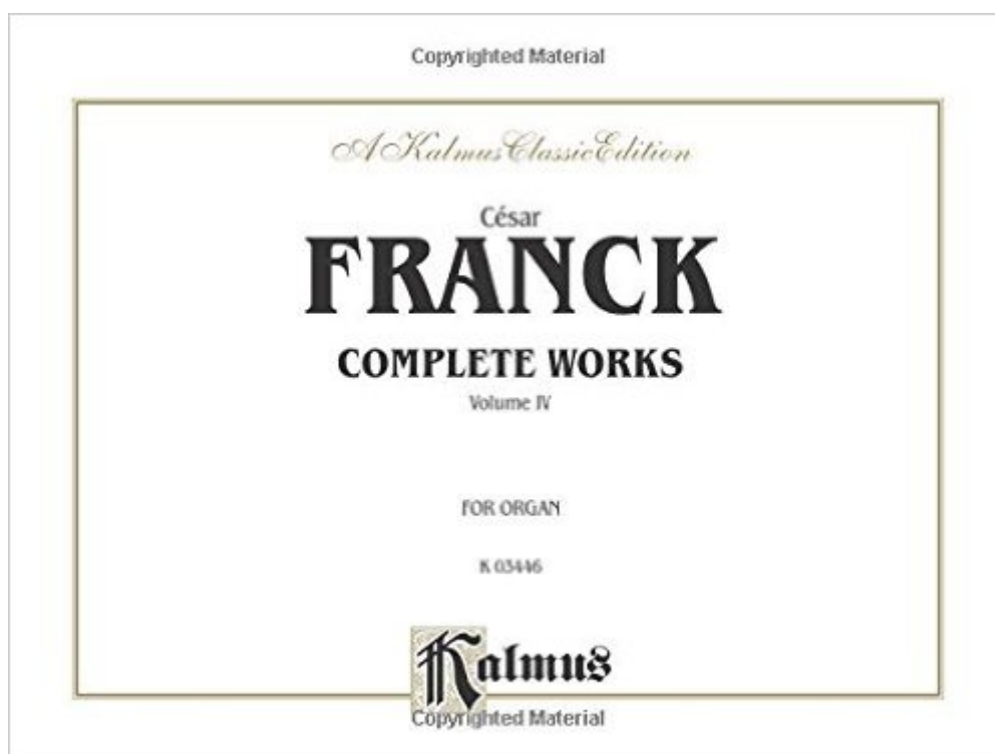 Copyrighted Material
A Kalmus Classic Edition
César
FRANCK
COMPLETE WORKS
Volume IV
FOR ORGAN
K 03446
Kalmus
Copyrighted Material